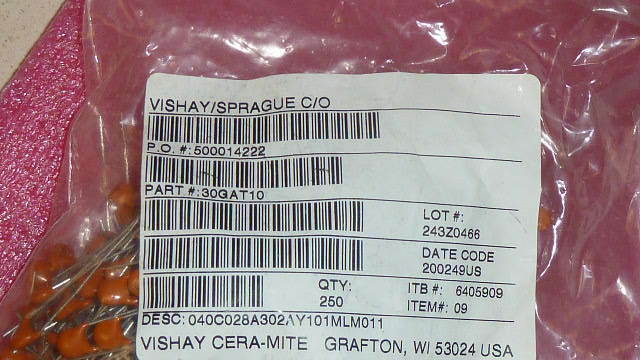 VISHAY/SPRAGUE C/O
P.O. #:500014222
PART #:30GAT10
LOT #:
243Z0466
DATE CODE
200249US
QTY:
250
ITB #: 6405909
ITEM#: 09
DESC: 040C028A302AY101MLM011
VISHAY CERA-MITE GRAFTON, WI 53024 USA